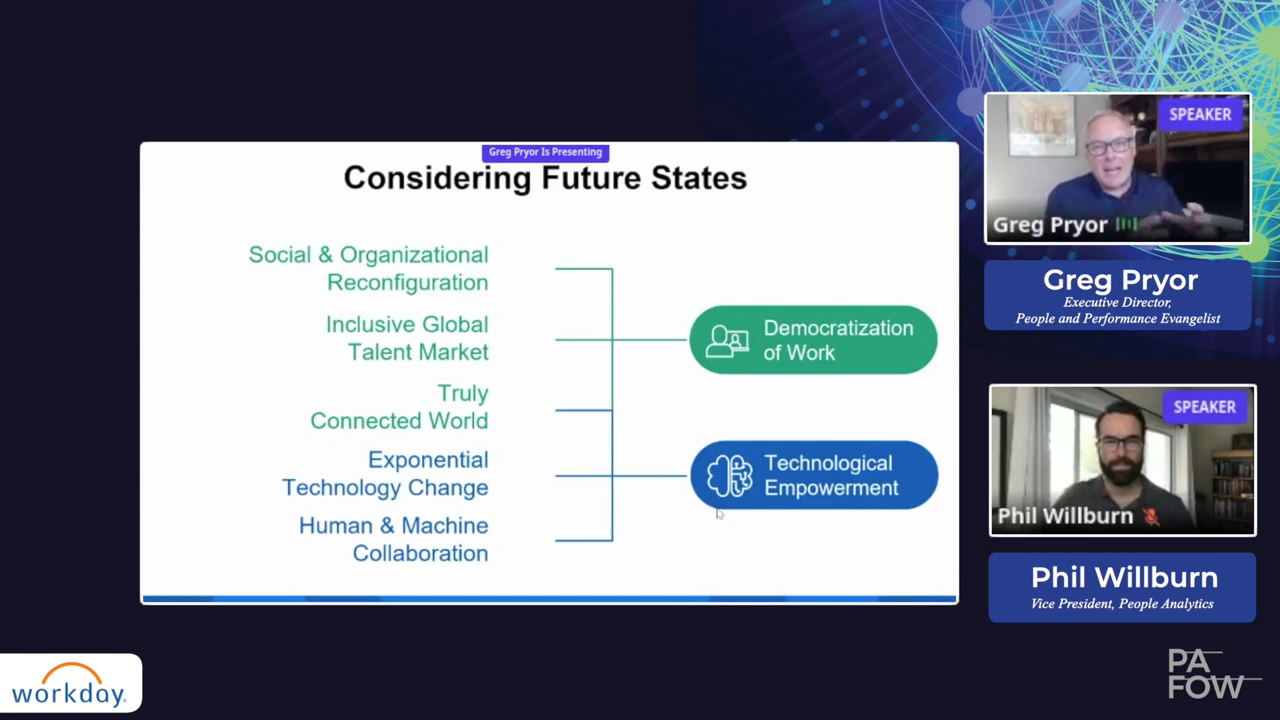 Greg Pryor Is Presenting
Considering Future States
Social & Organizational
Reconfiguration
Inclusive Global
Talent Market
Truly
Connected World
Exponential
Technology Change
Human & Machine
Collaboration
Democratization
of Work
Technological
Empowerment
SPEAKER
Greg Pryor
Greg Pryor
Executive Director,
People and Performance Evangelist
SPEAKER
Phil Willburn
Phil Willburn
Vice President, People Analytics
workday.
PA
FOW